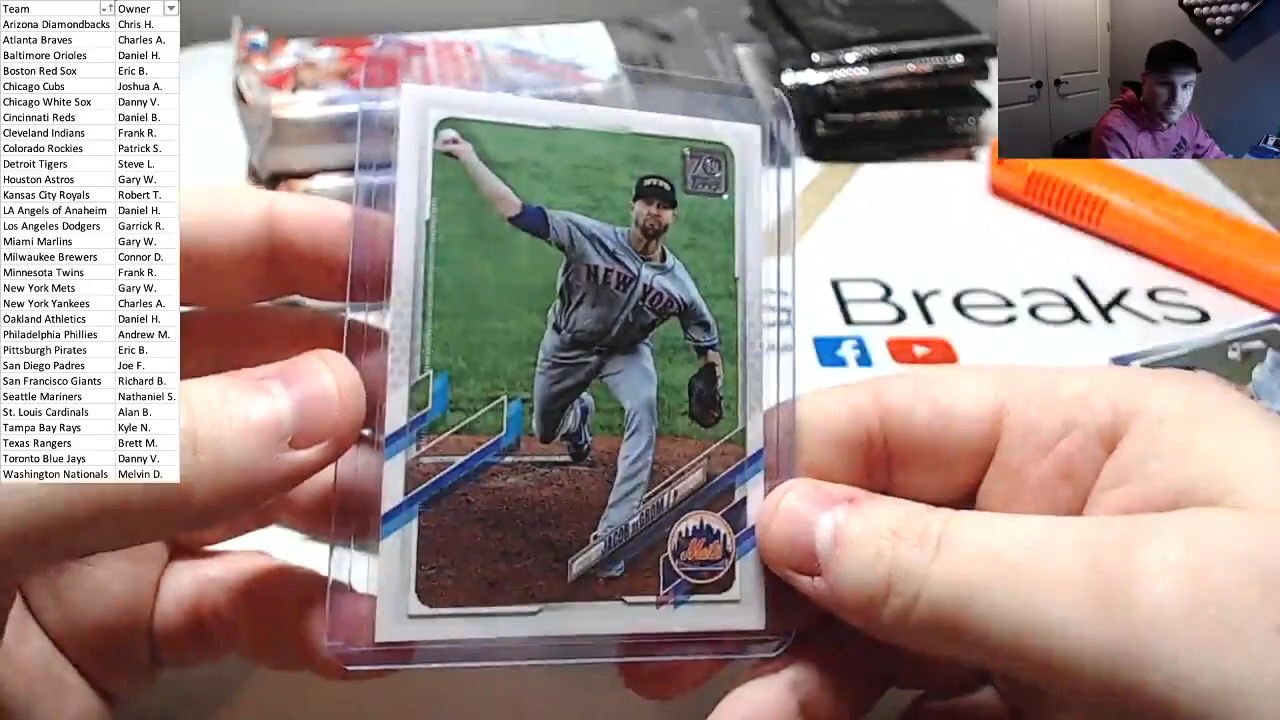 Team Owner
Arizona Diamondbacks Chris H.
Atlanta Braves Charles A.
Baltimore Orioles Daniel H.
Boston Red Sox Eric B.
Chicago Cubs Joshua A.
Chicago White Sox Danny V.
Cincinnati Reds Daniel B.
Cleveland Indians Frank R.
Colorado Rockies Patrick S.
Detroit Tigers Steve L.
Houston Astros Gary W.
Kansas City Royals Robert T.
LA Angels of Anaheim Daniel H.
Los Angeles Dodgers Garrick R.
Miami Marlins Gary W.
Milwaukee Brewers Connor D.
Minnesota Twins Frank R.
New York Mets Gary W.
New York Yankees Charles A.
Oakland Athletics Daniel H.
Philadelphia Phillies Andrew M.
Pittsburgh Pirates Eric B.
San Diego Padres Joe F.
San Francisco Giants Richard B.
Seattle Mariners Nathaniel S.
St. Louis Cardinals Alan B.
Tampa Bay Rays Kyle N.
Texas Rangers Brett M.
Toronto Blue Jays Danny V.
Washington Nationals Melvin D.
70
NEW YORK
JACOB deGROM / P
Mets
Breaks